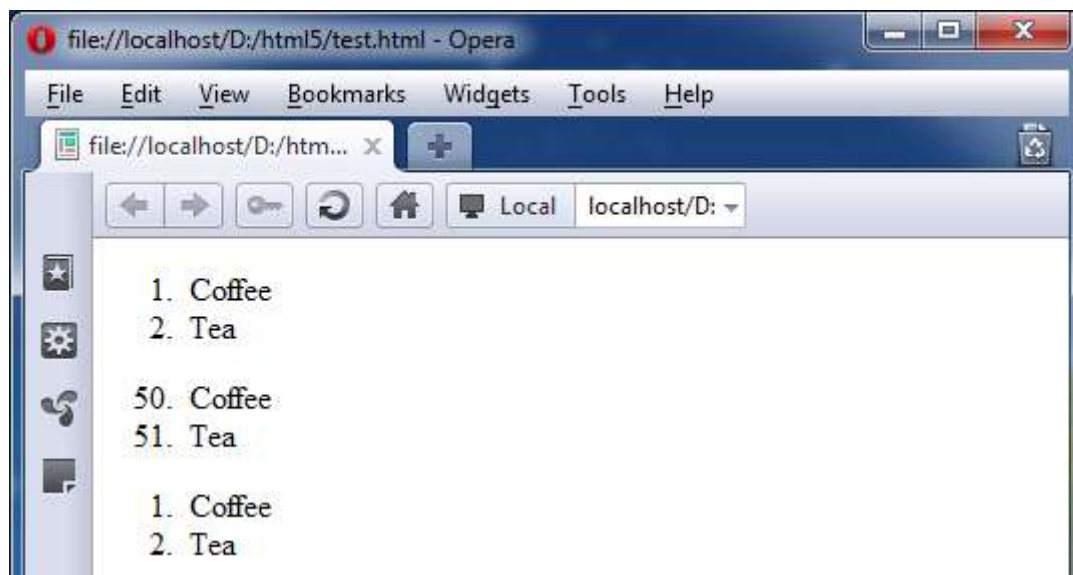 file://localhost/D:/html5/test.html - Opera
File Edit View Bookmarks Widgets Tools Help
file://localhost/D:/htm...
Local localhost/D:
1. Coffee
2. Tea
50. Coffee
51. Tea
1. Coffee
2. Tea